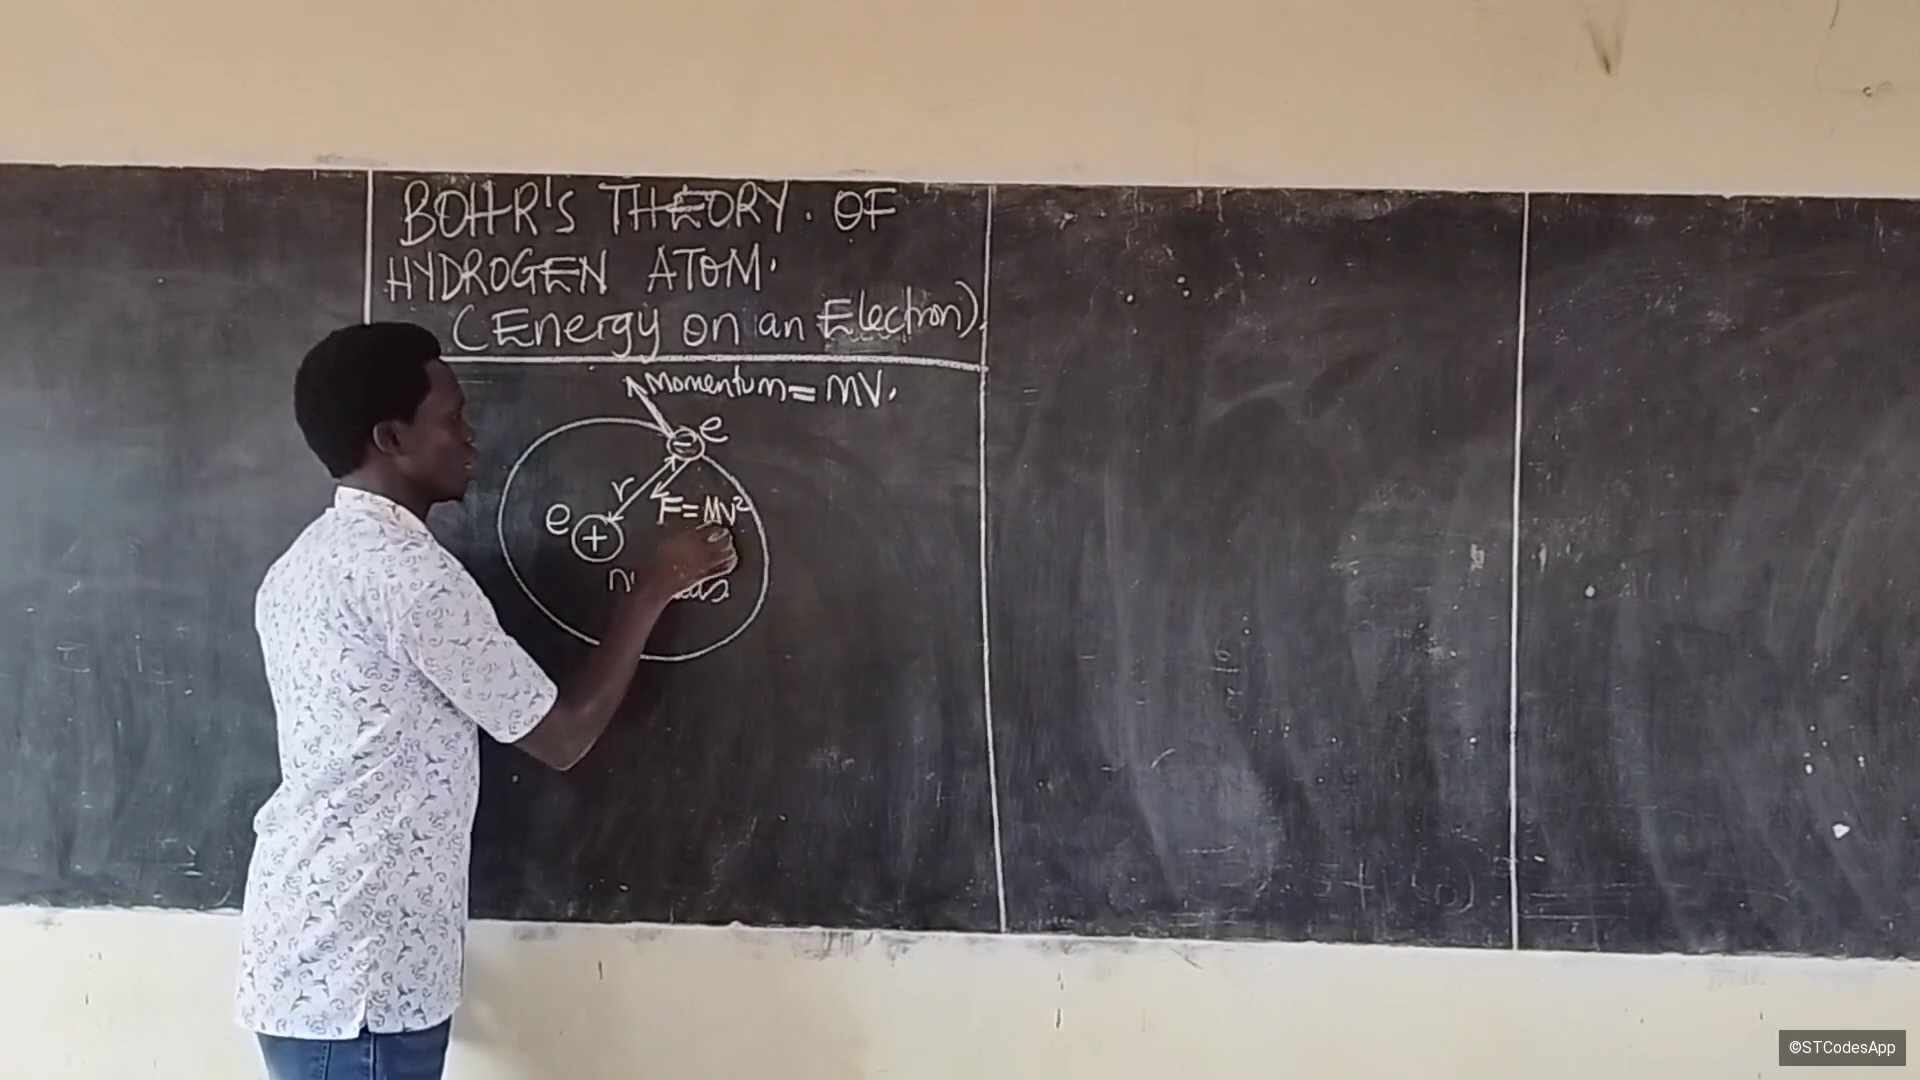 BOHR'S THEORY. OF
HYDROGEN ATOM.
(Energy on an Electron).
Momentum = MV.
e
r
F=MV²
e
+
©STCodesApp